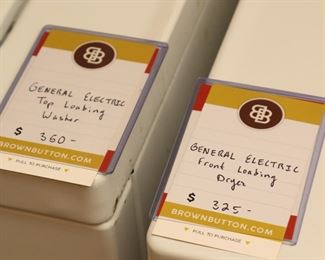 GENERAL ELECTRIC
Top Loading
Washer
$ 360-
BROWNBUTTON.COM
PULL TO PURCHASE
GENERAL ELECTRIC
Front Loading
Dryer
$ 325-
BROWNBUTTON.COM
PULL TO PURCHASE